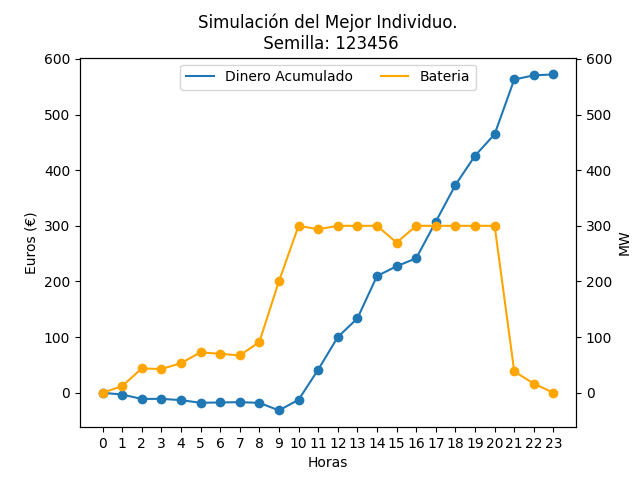 Simulación del Mejor Individuo.
Semilla: 123456
Dinero Acumulado
Bateria
600
500
400
300
200
100
0
Euros (€)
600
500
400
300
200
100
0
MW
0 1 2 3 4 5 6 7 8 9 10 11 12 13 14 15 16 17 18 19 20 21 22 23
Horas